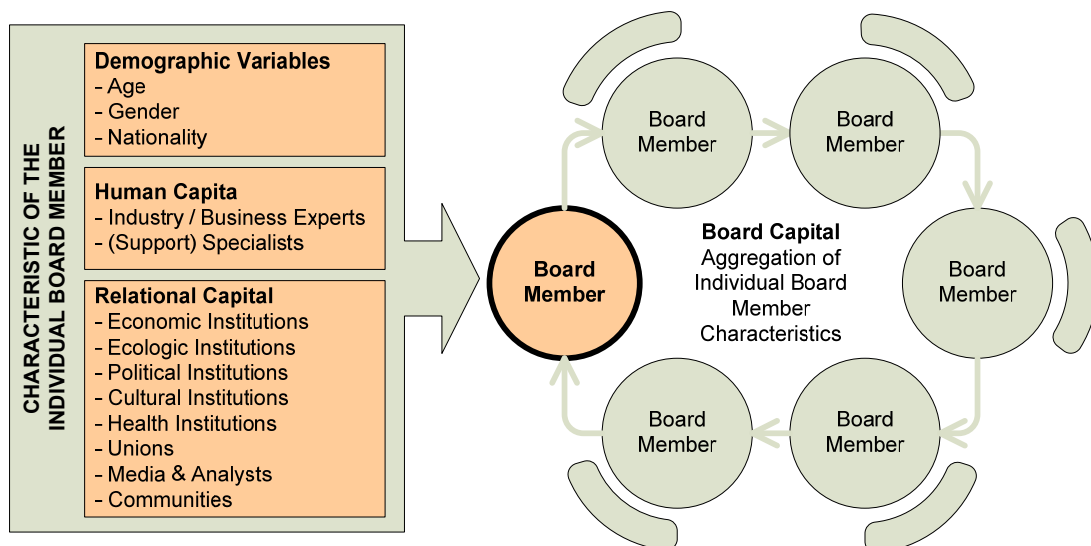 CHARACTERISTIC OF THE
INDIVIDUAL BOARD MEMBER
Demographic Variables
- Age
- Gender
- Nationality
Human Capita
- Industry / Business Experts
- (Support) Specialists
Relational Capital
- Economic Institutions
- Ecologic Institutions
- Political Institutions
- Cultural Institutions
- Health Institutions
- Unions
- Media & Analysts
- Communities
Board
Member
Board
Member
Board
Member
Board
Member
Board
Member
Board
Member
Board Capital
Aggregation of
Individual Board
Member
Characteristics